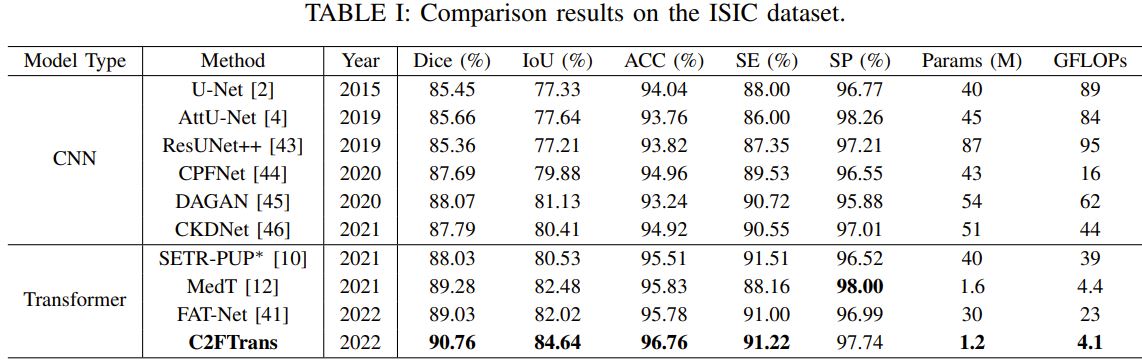 TABLE I: Comparison results on the ISIC dataset.
Model Type Method Year Dice (%) IoU (%) ACC (%) SE (%) SP (%) Params (M) GFLOPs
CNN
U-Net [2] 2015 85.45 77.33 94.04 88.00 96.77 40 89
AttU-Net [4] 2019 85.66 77.64 93.76 86.00 98.26 45 84
ResUNet++ [43] 2019 85.36 77.21 93.82 87.35 97.21 87 95
CPFNet [44] 2020 87.69 79.88 94.96 89.53 96.55 43 16
DAGAN [45] 2020 88.07 81.13 93.24 90.72 95.88 54 62
CKDNet [46] 2021 87.79 80.41 94.92 90.55 97.01 51 44
Transformer
SETR-PUP* [10] 2021 88.03 80.53 95.51 91.51 96.52 40 39
MedT [12] 2021 89.28 82.48 95.83 88.16 98.00 1.6 4.4
FAT-Net [41] 2022 89.03 82.02 95.78 91.00 96.99 30 23
C2FTrans 2022 90.76 84.64 96.76 91.22 97.74 1.2 4.1